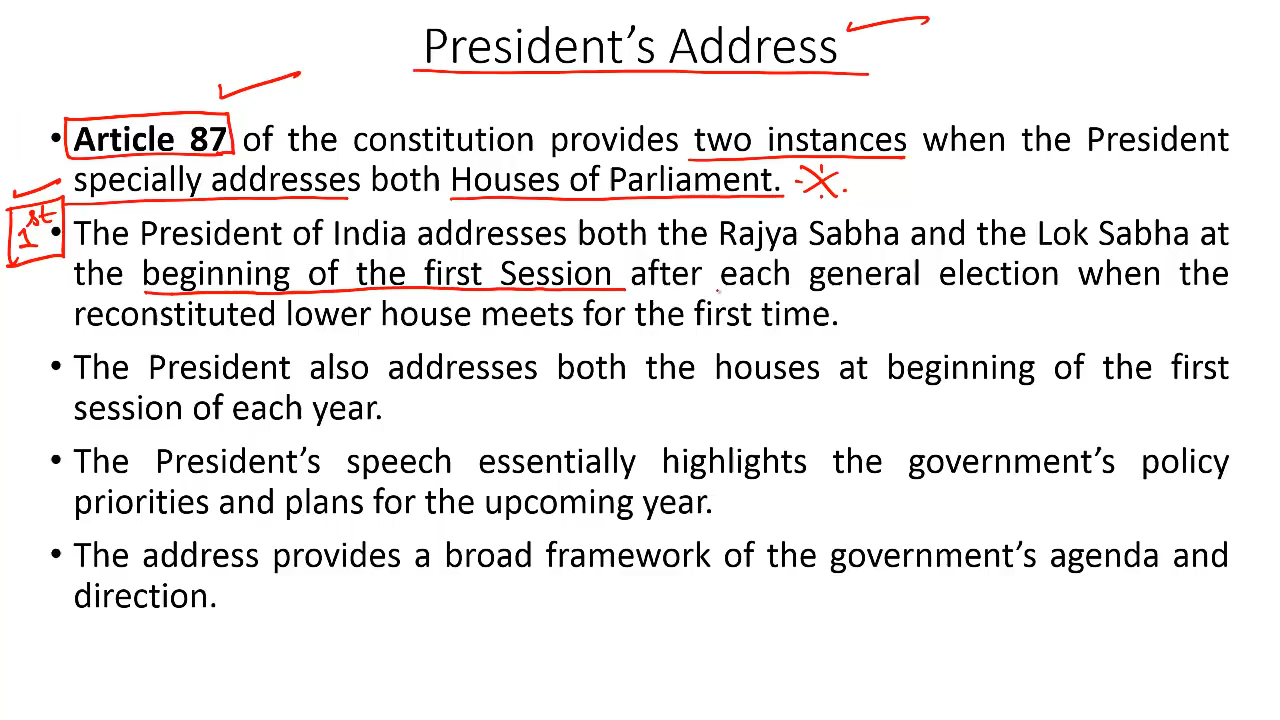 President’s Address
• Article 87 of the constitution provides two instances when the President
specially addresses both Houses of Parliament.
1st
• The President of India addresses both the Rajya Sabha and the Lok Sabha at
the beginning of the first Session after each general election when the
reconstituted lower house meets for the first time.
• The President also addresses both the houses at beginning of the first
session of each year.
• The President’s speech essentially highlights the government’s policy
priorities and plans for the upcoming year.
• The address provides a broad framework of the government’s agenda and
direction.